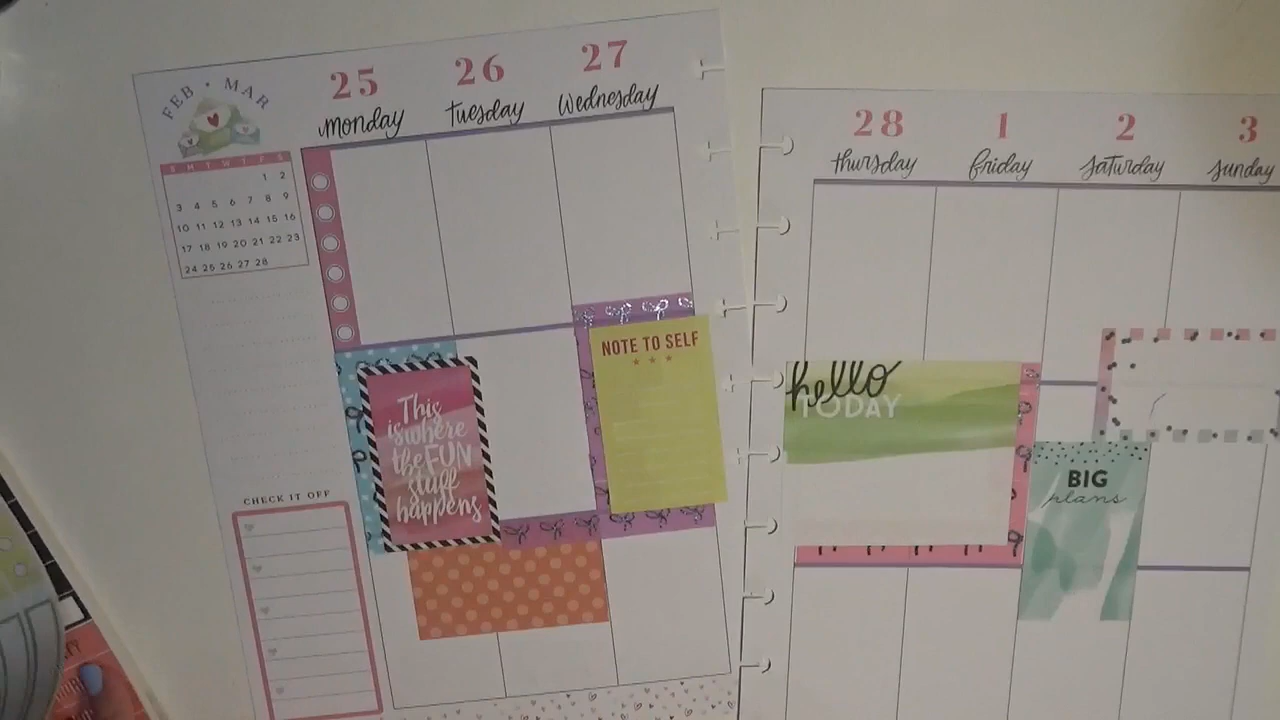 FEB • MAR
25
monday
26
tuesday
27
wednesday
S M T W T F S
1 2
3 4 5 6 7 8 9
10 11 12 13 14 15 16
17 18 19 20 21 22 23
24 25 26 27 28
This
is where
the FUN
stuff
happens
NOTE TO SELF
CHECK IT OFF
28
thursday
1
friday
2
saturday
3
sunday
hello
TODAY
BIG
plans